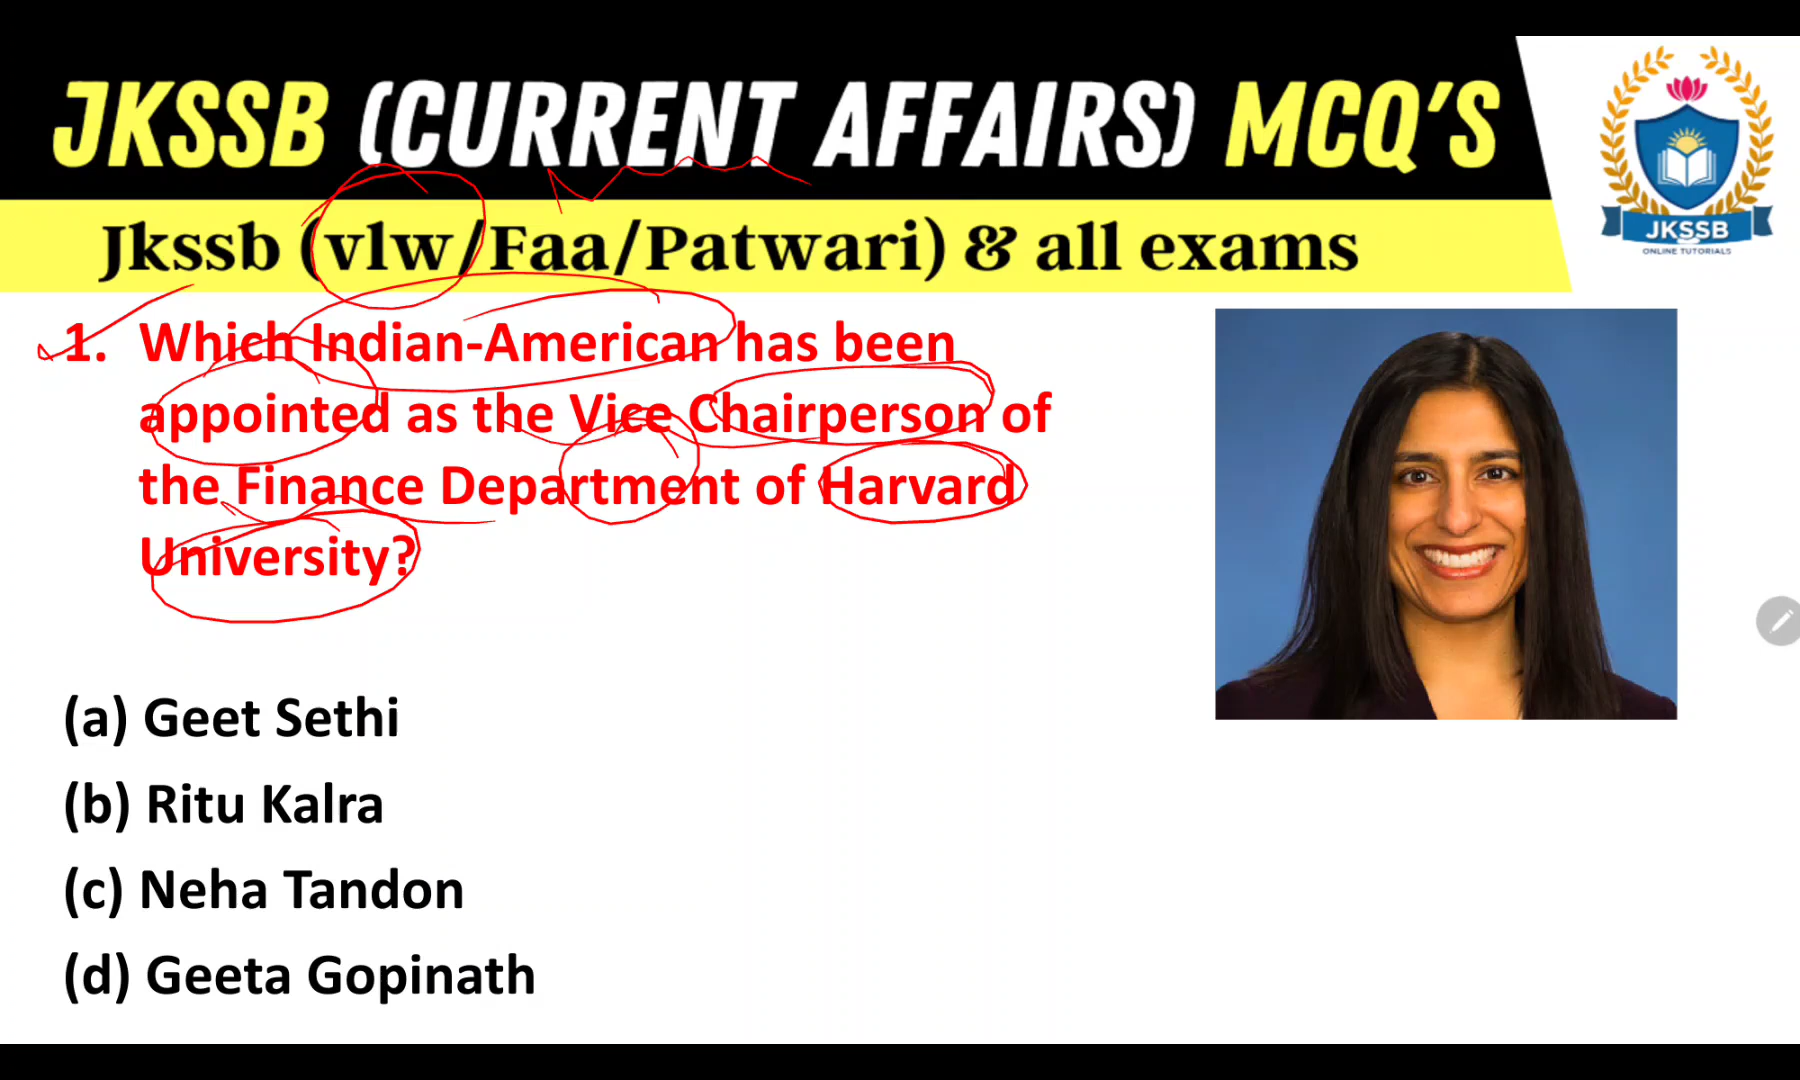 JKSSB (CURRENT AFFAIRS) MCQ'S
JKSSB
ONLINE TUTORIALS
Jkssb (vlw/Faa/Patwari) & all exams
1. Which Indian-American has been
appointed as the Vice Chairperson of
the Finance Department of Harvard
University?
(a) Geet Sethi
(b) Ritu Kalra
(c) Neha Tandon
(d) Geeta Gopinath